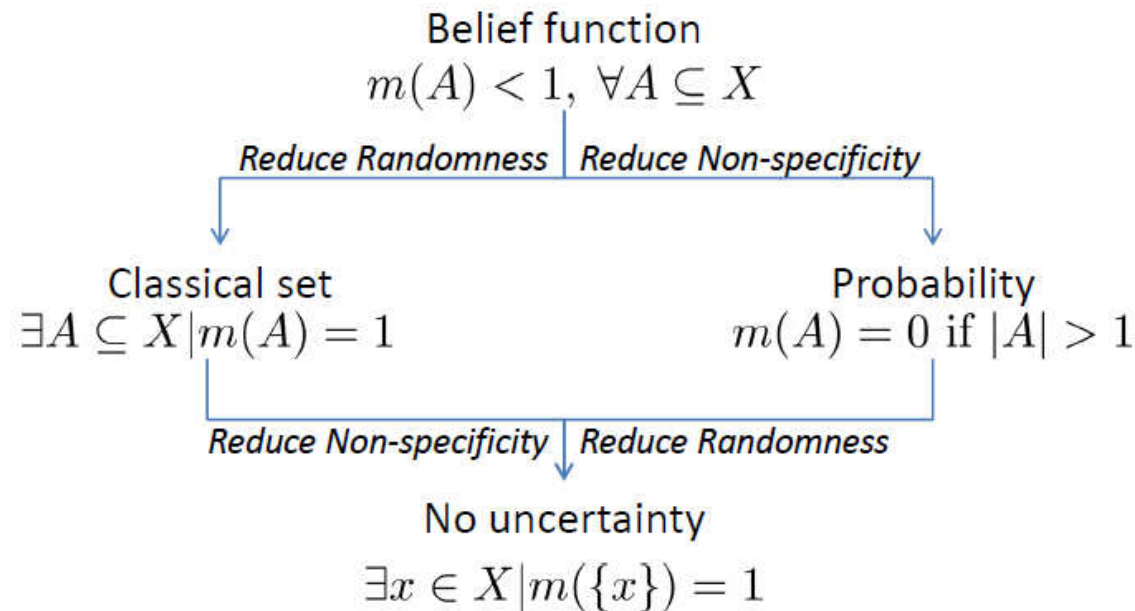 Belief function
m(A) < 1, ∀A ⊆ X
Reduce Randomness
Reduce Non-specificity
Classical set
∃A ⊆ X|m(A) = 1
Probability
m(A) = 0 if |A| > 1
Reduce Non-specificity
Reduce Randomness
No uncertainty
∃x ∈ X|m({x}) = 1